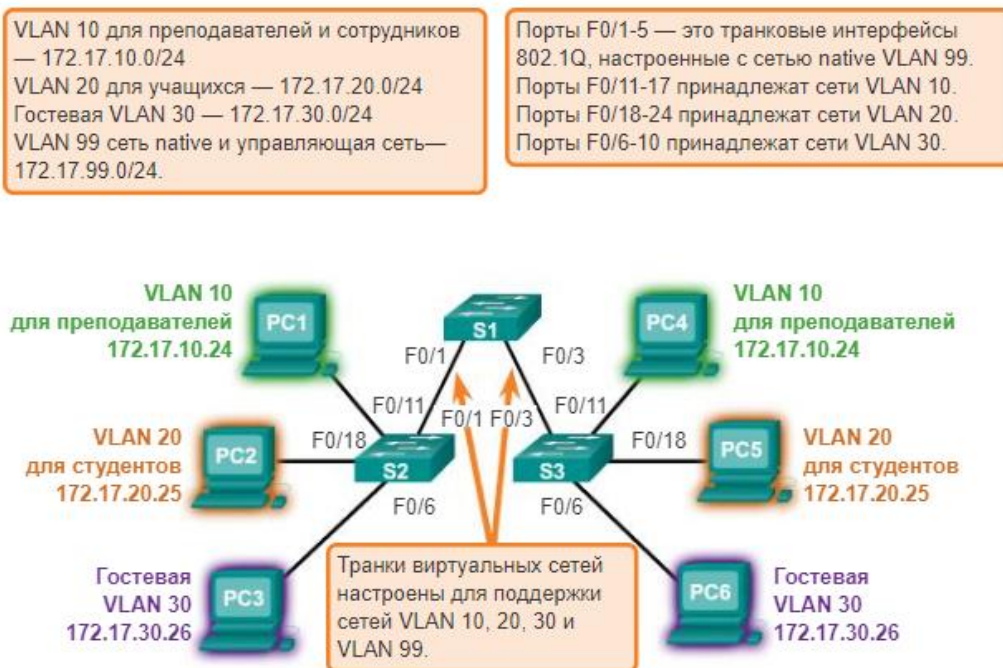 VLAN 10 для преподавателей и сотрудников
— 172.17.10.0/24
VLAN 20 для учащихся — 172.17.20.0/24
Гостевая VLAN 30 — 172.17.30.0/24
VLAN 99 сеть native и управляющая сеть—
172.17.99.0/24.
Порты F0/1-5 — это транковые интерфейсы
802.1Q, настроенные с сетью native VLAN 99.
Порты F0/11-17 принадлежат сети VLAN 10.
Порты F0/18-24 принадлежат сети VLAN 20.
Порты F0/6-10 принадлежат сети VLAN 30.
VLAN 10
для преподавателей
172.17.10.24
PC1
S1
PC4
VLAN 10
для преподавателей
172.17.10.24
F0/1
F0/3
F0/11
F0/1
F0/3
F0/11
VLAN 20
для студентов
172.17.20.25
PC2
F0/18
S2
S3
F0/18
PC5
VLAN 20
для студентов
172.17.20.25
F0/6
F0/6
Гостевая
VLAN 30
172.17.30.26
PC3
Транки виртуальных сетей
настроены для поддержки
сетей VLAN 10, 20, 30 и
VLAN 99.
PC6
Гостевая
VLAN 30
172.17.30.26